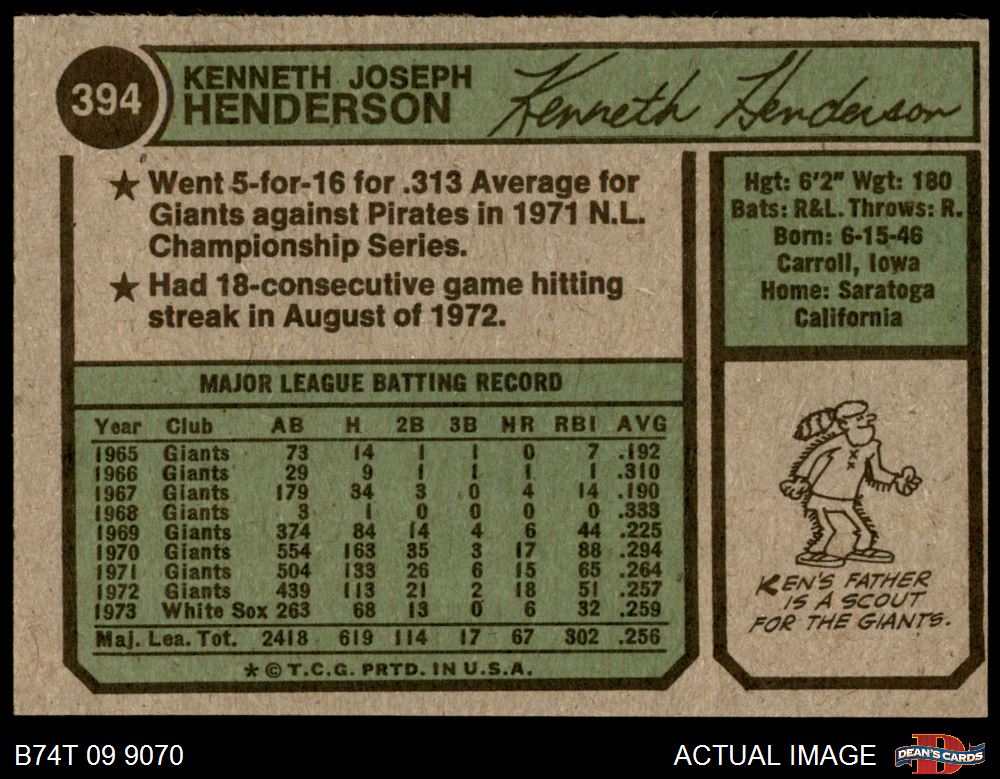 394
KENNETH JOSEPH
HENDERSON
Kenneth Henderson
★ Went 5-for-16 for .313 Average for
Giants against Pirates in 1971 N.L.
Championship Series.
★ Had 18-consecutive game hitting
streak in August of 1972.
Hgt: 6'2" Wgt: 180
Bats: R&L. Throws: R.
Born: 6-15-46
Carroll, Iowa
Home: Saratoga
California
MAJOR LEAGUE BATTING RECORD
Year Club AB H 2B 3B HR RBI AVG
1965 Giants 73 14 1 1 0 7 .192
1966 Giants 29 9 1 1 1 1 .310
1967 Giants 179 34 3 0 4 14 .190
1968 Giants 3 1 0 0 0 0 .333
1969 Giants 374 84 14 4 6 44 .225
1970 Giants 554 163 35 3 17 88 .294
1971 Giants 504 133 26 6 15 65 .264
1972 Giants 439 113 21 2 18 51 .257
1973 White Sox 263 68 13 0 6 32 .259
Maj. Lea. Tot. 2418 619 114 17 67 302 .256
* © T.C.G. PRTD. IN U.S.A.
KEN'S FATHER
IS A SCOUT
FOR THE GIANTS.
B74T 09 9070
ACTUAL IMAGE
D
DEAN'S CARDS